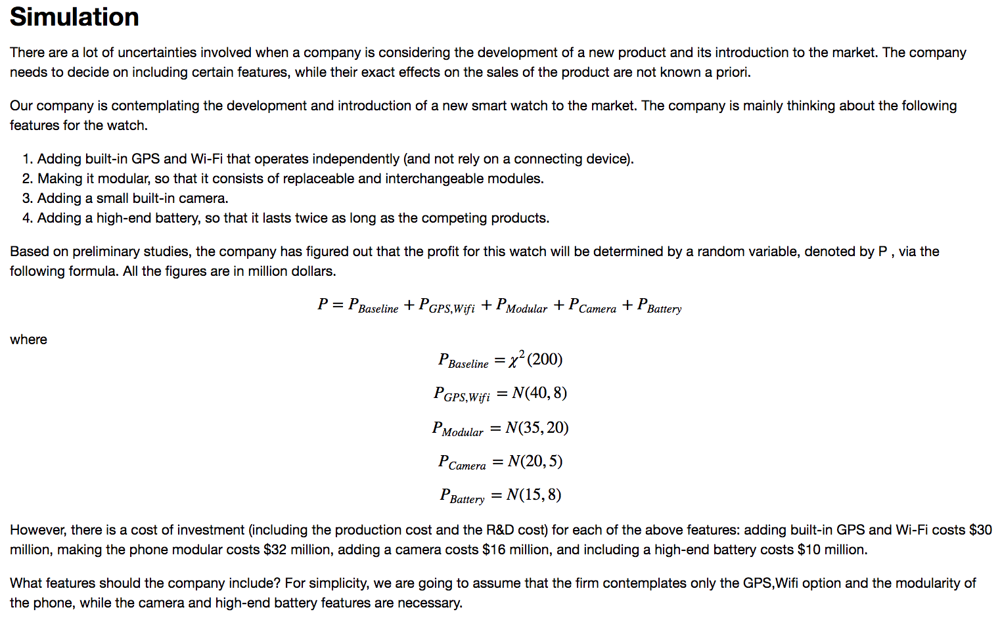 Simulation
There are a lot of uncertainties involved when a company is considering the development of a new product and its introduction to the market. The company
needs to decide on including certain features, while their exact effects on the sales of the product are not known a priori.
Our company is contemplating the development and introduction of a new smart watch to the market. The company is mainly thinking about the following
features for the watch.
1. Adding built-in GPS and Wi-Fi that operates independently (and not rely on a connecting device).
2. Making it modular, so that it consists of replaceable and interchangeable modules.
3. Adding a small built-in camera.
4. Adding a high-end battery, so that it lasts twice as long as the competing products.
Based on preliminary studies, the company has figured out that the profit for this watch will be determined by a random variable, denoted by P , via the
following formula. All the figures are in million dollars.
P = P_{Baseline} + P_{GPS,Wifi} + P_{Modular} + P_{Camera} + P_{Battery}
where
P_{Baseline} = χ²(200)
P_{GPS,Wifi} = N(40, 8)
P_{Modular} = N(35, 20)
P_{Camera} = N(20, 5)
P_{Battery} = N(15, 8)
However, there is a cost of investment (including the production cost and the R&D cost) for each of the above features: adding built-in GPS and Wi-Fi costs $30
million, making the phone modular costs $32 million, adding a camera costs $16 million, and including a high-end battery costs $10 million.
What features should the company include? For simplicity, we are going to assume that the firm contemplates only the GPS,Wifi option and the modularity of
the phone, while the camera and high-end battery features are necessary.